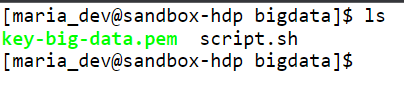 [maria_dev@sandbox-hdp bigdata]$ ls
key-big-data.pem  script.sh
[maria_dev@sandbox-hdp bigdata]$